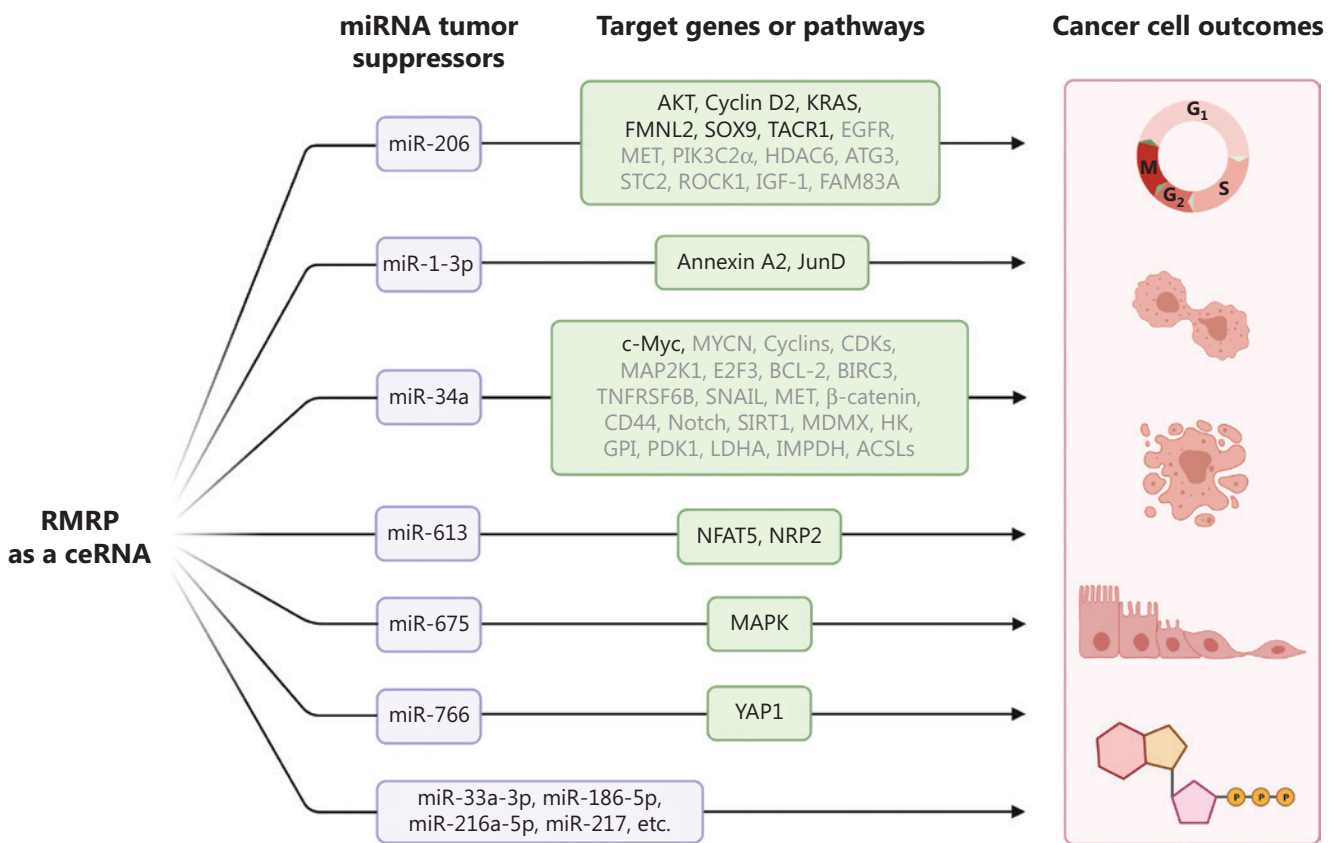 miRNA tumor
suppressors
Target genes or pathways
Cancer cell outcomes
RMRP
as a ceRNA
miR-206
AKT, Cyclin D2, KRAS,
FMNL2, SOX9, TACR1, EGFR,
MET, PIK3C2α, HDAC6, ATG3,
STC2, ROCK1, IGF-1, FAM83A
miR-1-3p
Annexin A2, JunD
miR-34a
c-Myc, MYCN, Cyclins, CDKs,
MAP2K1, E2F3, BCL-2, BIRC3,
TNFRSF6B, SNAIL, MET, β-catenin,
CD44, Notch, SIRT1, MDMX, HK,
GPI, PDK1, LDHA, IMPDH, ACSLs
miR-613
NFAT5, NRP2
miR-675
MAPK
miR-766
YAP1
miR-33a-3p, miR-186-5p,
miR-216a-5p, miR-217, etc.
G₁
M
G₂
S
P P P